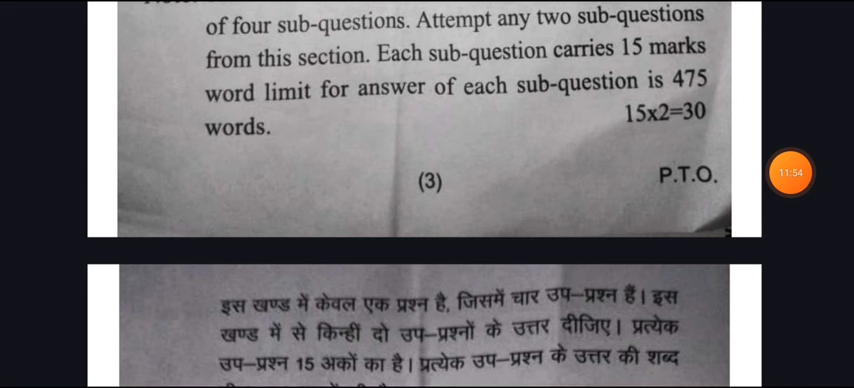 of four sub-questions. Attempt any two sub-questions
from this section. Each sub-question carries 15 marks
word limit for answer of each sub-question is 475
words.
15x2=30
(3)
P.T.O.
11:54
इस खण्ड में केवल एक प्रश्न है, जिसमें चार उप–प्रश्न हैं। इस
खण्ड में से किन्हीं दो उप–प्रश्नों के उत्तर दीजिए। प्रत्येक
उप–प्रश्न 15 अकों का है। प्रत्येक उप–प्रश्न के उत्तर की शब्द